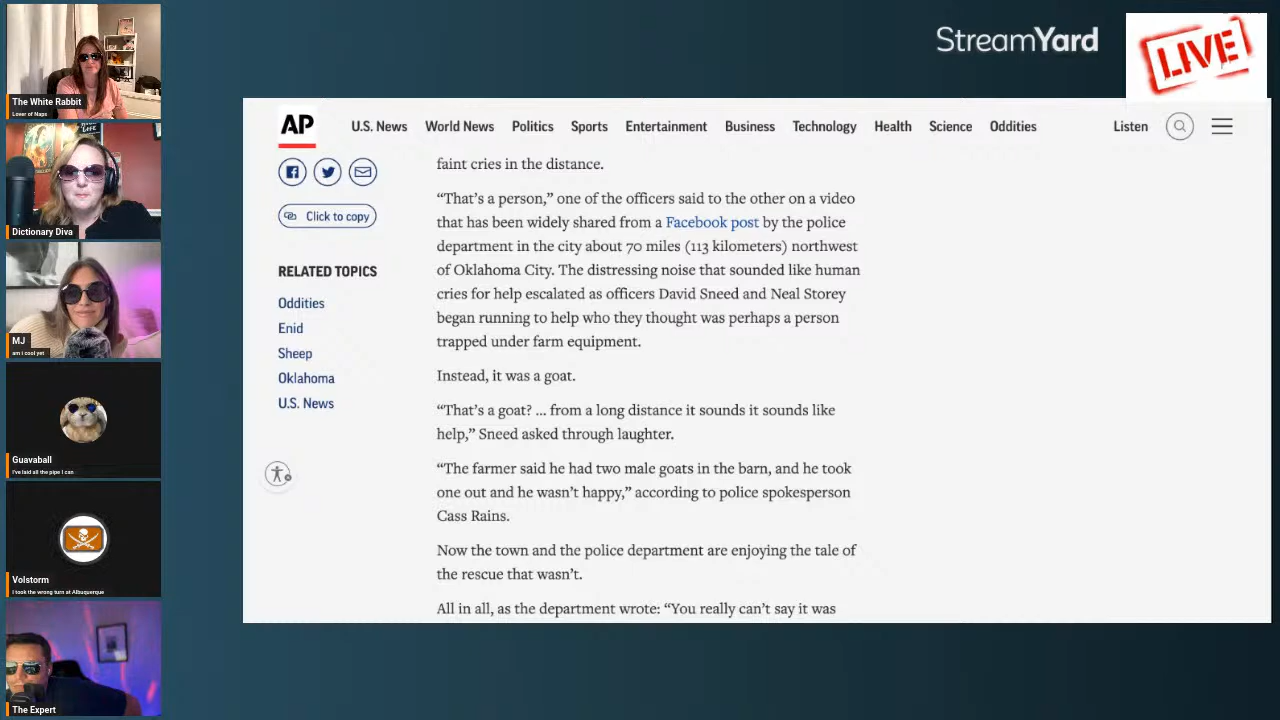 The White Rabbit
Lover of Naps
Dictionary Diva
MJ
am i cool yet
Guavaball
I've laid all the pipe I can
Volstorm
I took the wrong turn at Albuquerque
The Expert
StreamYard
LIVE
AP
U.S. News World News Politics Sports Entertainment Business Technology Health Science Oddities Listen
Click to copy
RELATED TOPICS
Oddities
Enid
Sheep
Oklahoma
U.S. News
faint cries in the distance.
“That’s a person,” one of the officers said to the other on a video
that has been widely shared from a Facebook post by the police
department in the city about 70 miles (113 kilometers) northwest
of Oklahoma City. The distressing noise that sounded like human
cries for help escalated as officers David Sneed and Neal Storey
began running to help who they thought was perhaps a person
trapped under farm equipment.
Instead, it was a goat.
“That’s a goat? ... from a long distance it sounds it sounds like
help,” Sneed asked through laughter.
“The farmer said he had two male goats in the barn, and he took
one out and he wasn’t happy,” according to police spokesperson
Cass Rains.
Now the town and the police department are enjoying the tale of
the rescue that wasn’t.
All in all, as the department wrote: “You really can’t say it was